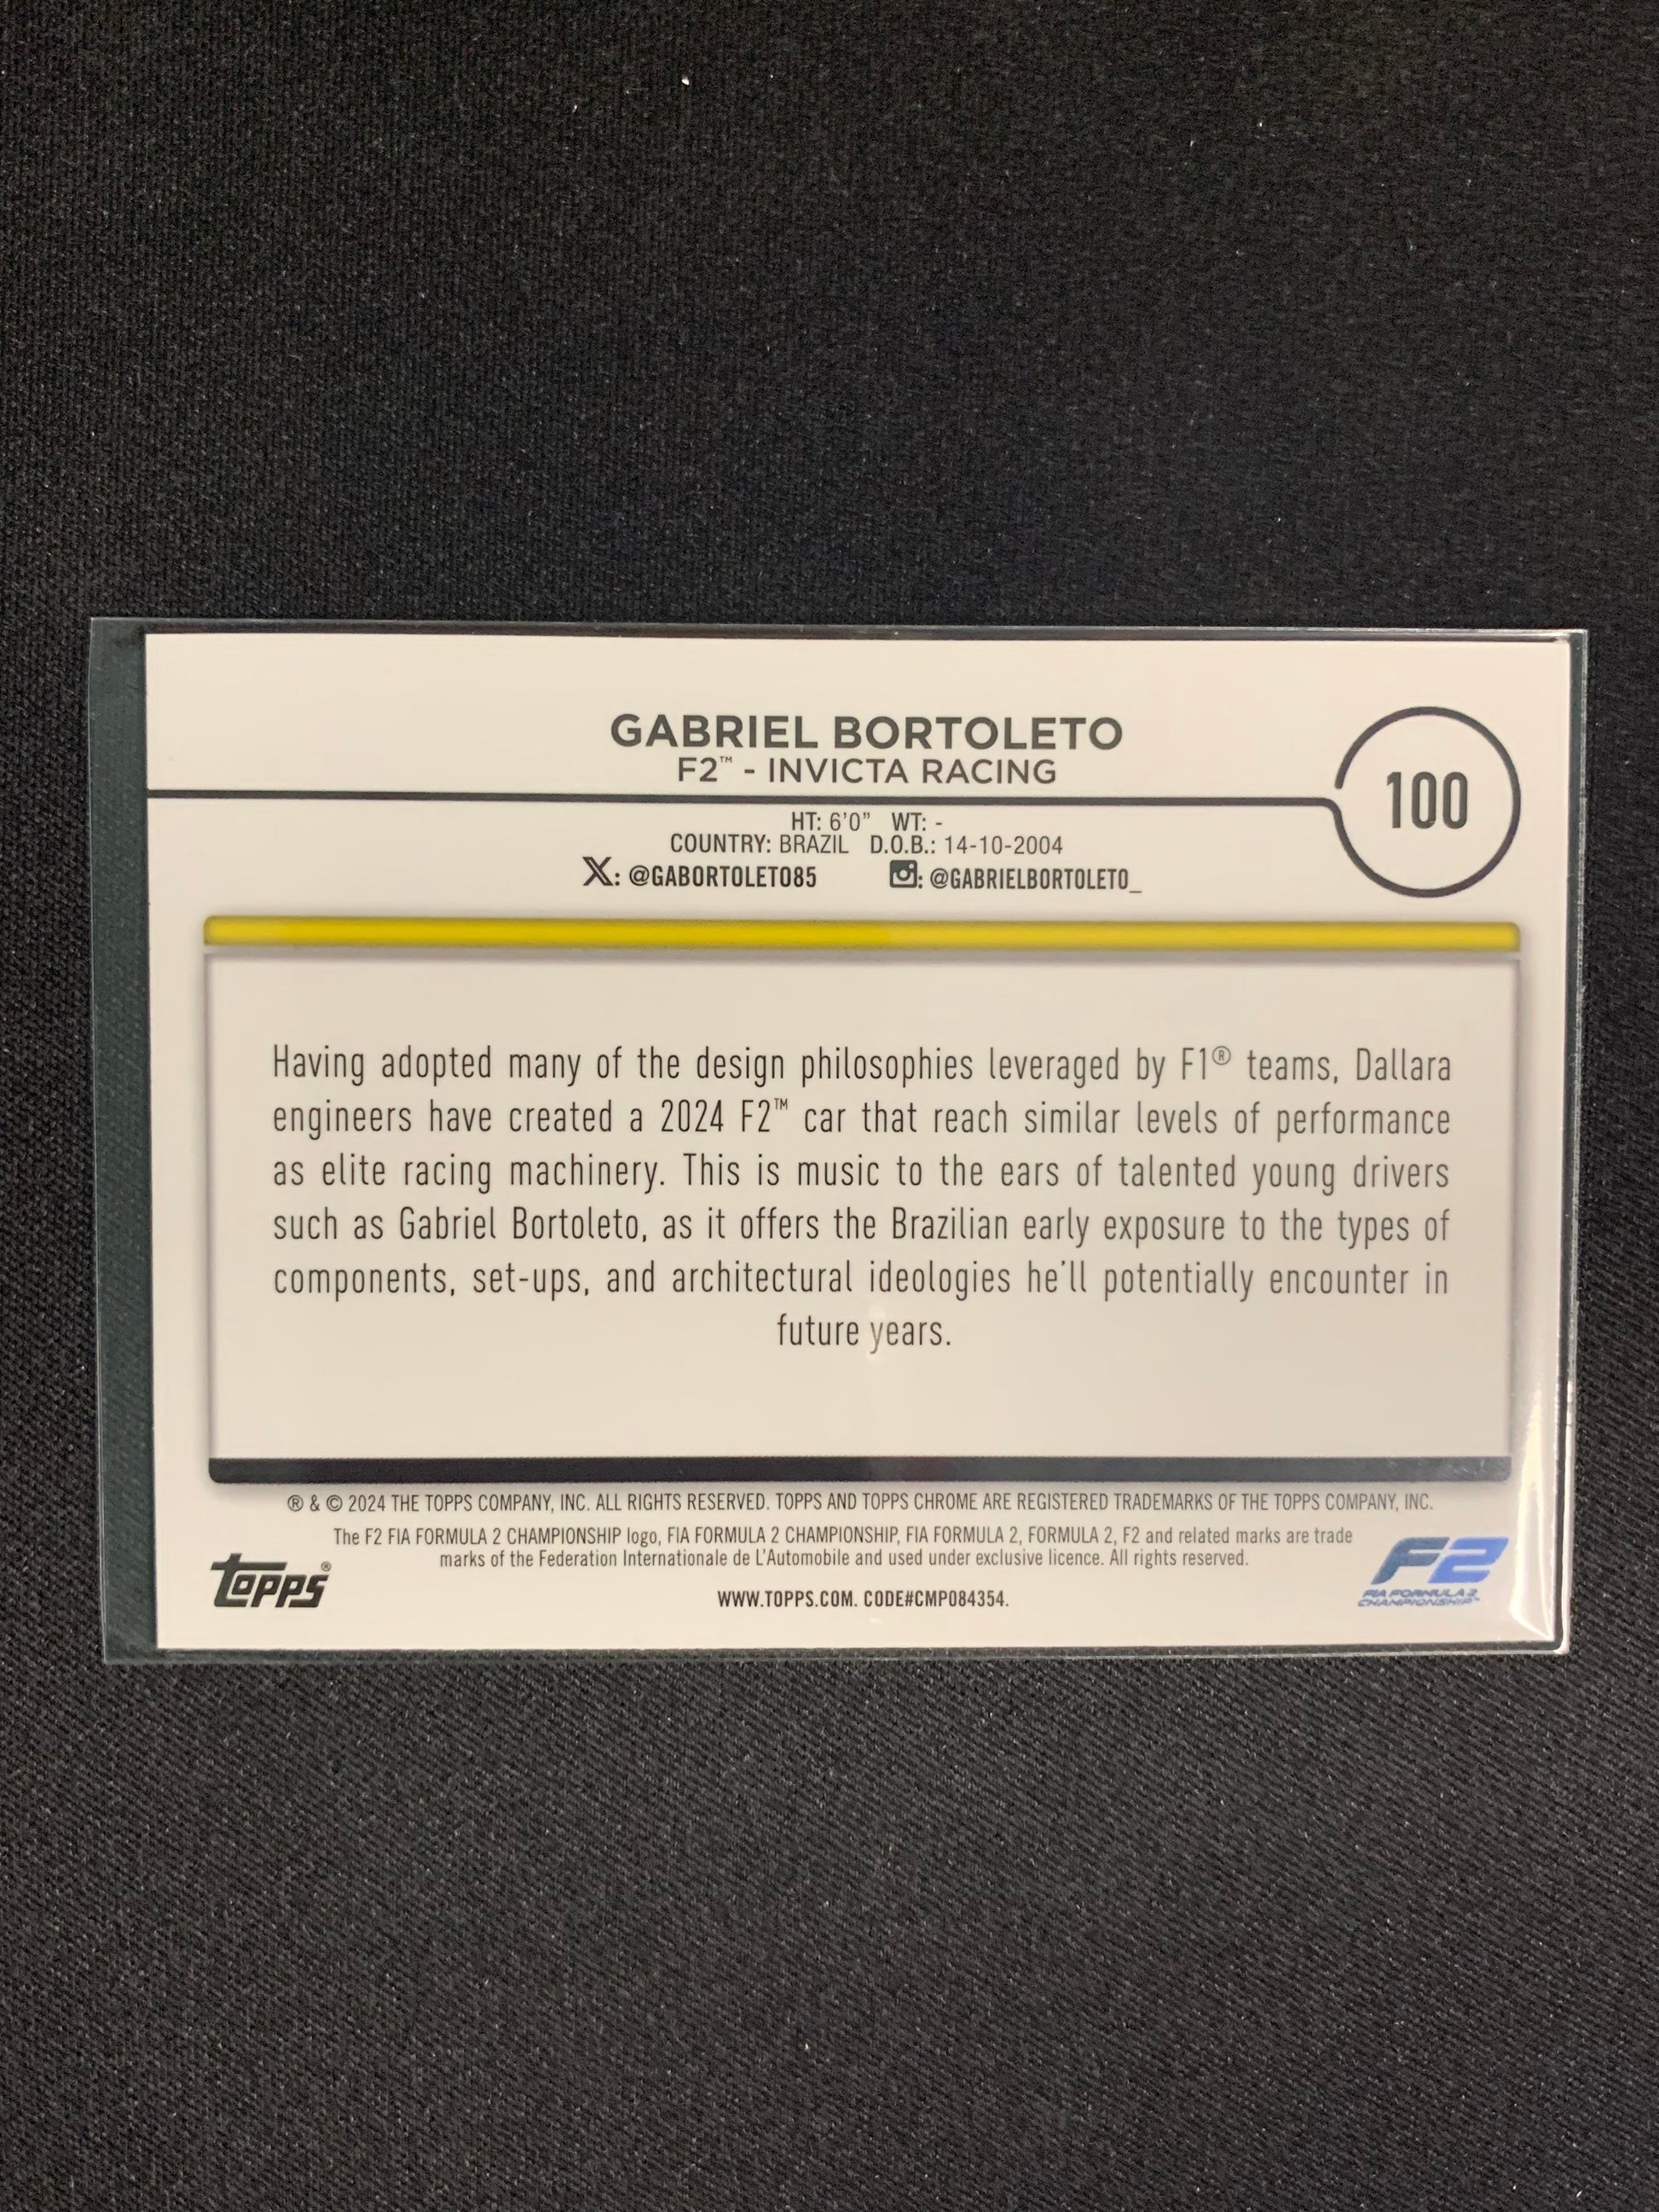 GABRIEL BORTOLETO
F2™ - INVICTA RACING
100
HT: 6'0" WT: -
COUNTRY: BRAZIL D.O.B.: 14-10-2004
X: @GABORTOLETO85 : @GABRIELBORTOLETO_
Having adopted many of the design philosophies leveraged by F1® teams, Dallara
engineers have created a 2024 F2™ car that reach similar levels of performance
as elite racing machinery. This is music to the ears of talented young drivers
such as Gabriel Bortoleto, as it offers the Brazilian early exposure to the types of
components, set-ups, and architectural ideologies he'll potentially encounter in
future years.
® & © 2024 THE TOPPS COMPANY, INC. ALL RIGHTS RESERVED. TOPPS AND TOPPS CHROME ARE REGISTERED TRADEMARKS OF THE TOPPS COMPANY, INC.
The F2 FIA FORMULA 2 CHAMPIONSHIP logo, FIA FORMULA 2 CHAMPIONSHIP, FIA FORMULA 2, FORMULA 2, F2 and related marks are trade
marks of the Federation Internationale de L'Automobile and used under exclusive licence. All rights reserved.
WWW.TOPPS.COM. CODE#CMP084354.
topps®
F2
FIA FORMULA 2
CHAMPIONSHIP™